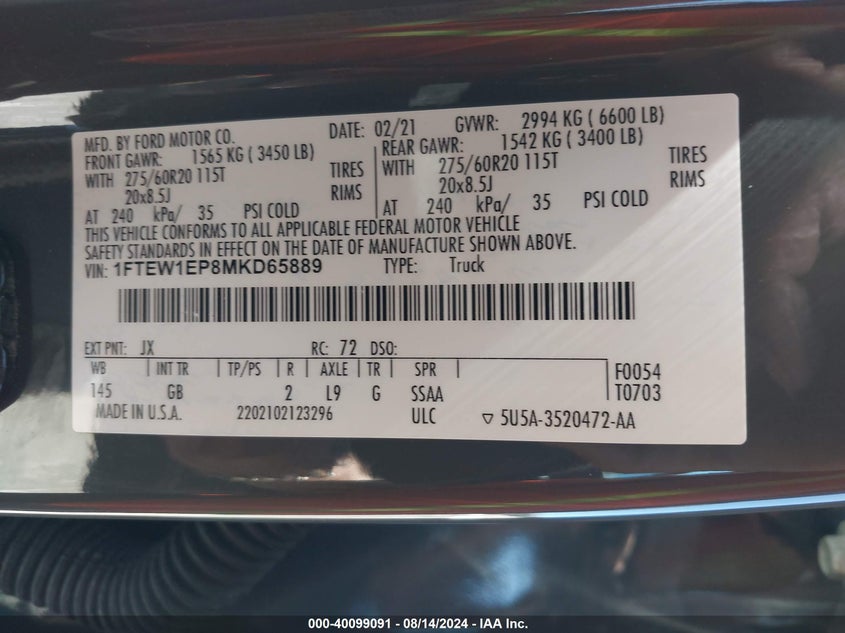 MFD. BY FORD MOTOR CO. DATE: 02/21 GVWR: 2994 KG ( 6600 LB)
FRONT GAWR: 1565 KG ( 3450 LB) REAR GAWR: 1542 KG ( 3400 LB)
WITH 275/60R20 115T TIRES WITH 275/60R20 115T TIRES
20x8.5J RIMS 20x8.5J RIMS
AT 240 kPa/ 35 PSI COLD AT 240 kPa/ 35 PSI COLD
THIS VEHICLE CONFORMS TO ALL APPLICABLE FEDERAL MOTOR VEHICLE
SAFETY STANDARDS IN EFFECT ON THE DATE OF MANUFACTURE SHOWN ABOVE.
VIN: 1FTEW1EP8MKD65889 TYPE: Truck
EXT PNT: JX RC: 72 DSO:
WB INT TR TP/PS R AXLE TR SPR F0054
145 GB 2 L9 G SSAA T0703
MADE IN U.S.A. 2202102123296 ULC ▽ 5U5A-3520472-AA
000-40099091 - 08/14/2024 - IAA Inc.